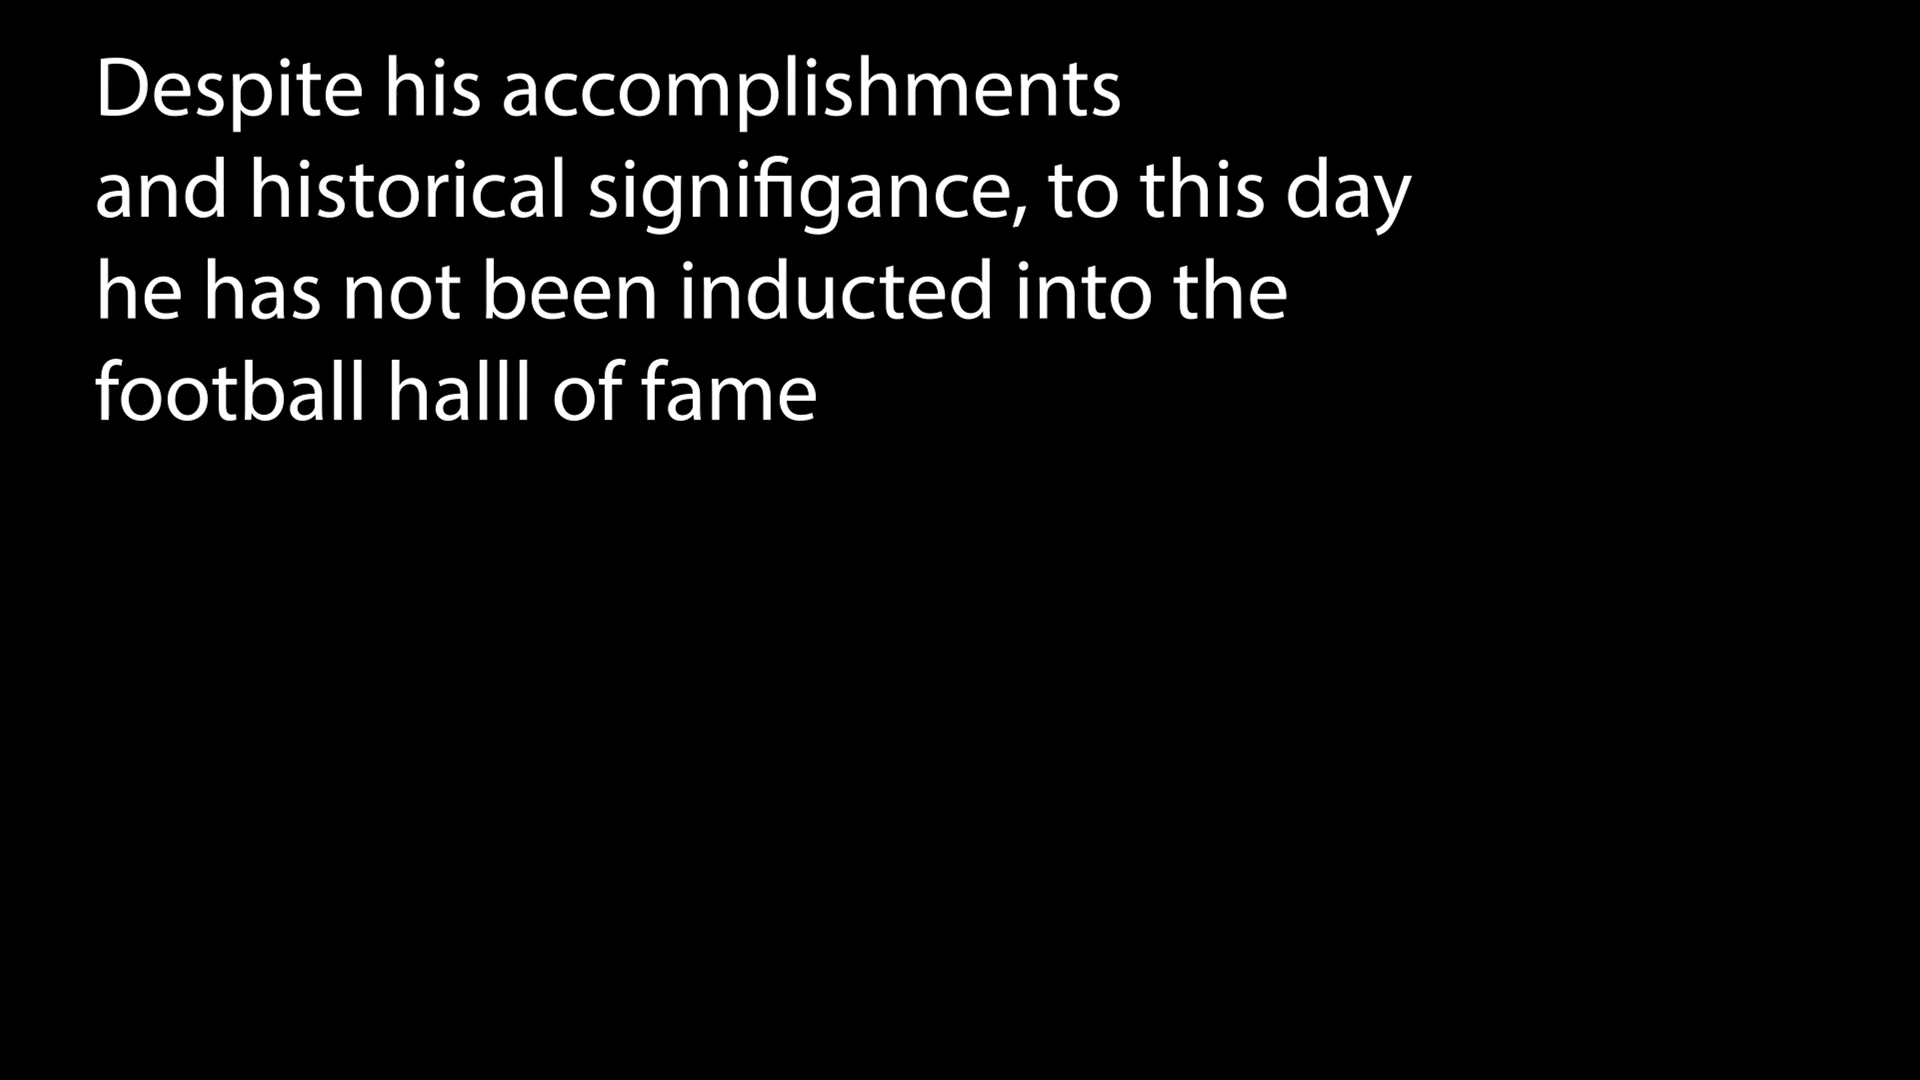 Despite his accomplishments
and historical signifigance, to this day
he has not been inducted into the
football halll of fame